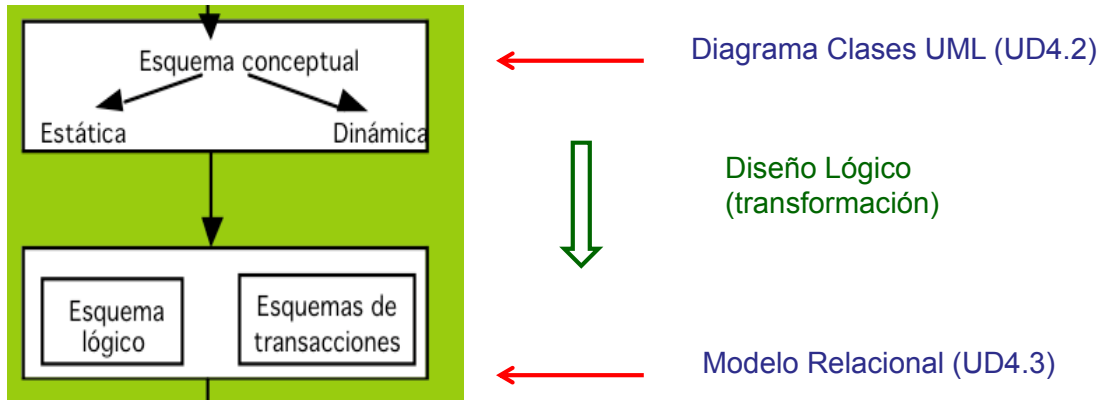 Esquema conceptual
Estática
Dinámica
Diagrama Clases UML (UD4.2)
Diseño Lógico
(transformación)
Esquema
lógico
Esquemas de
transacciones
Modelo Relacional (UD4.3)